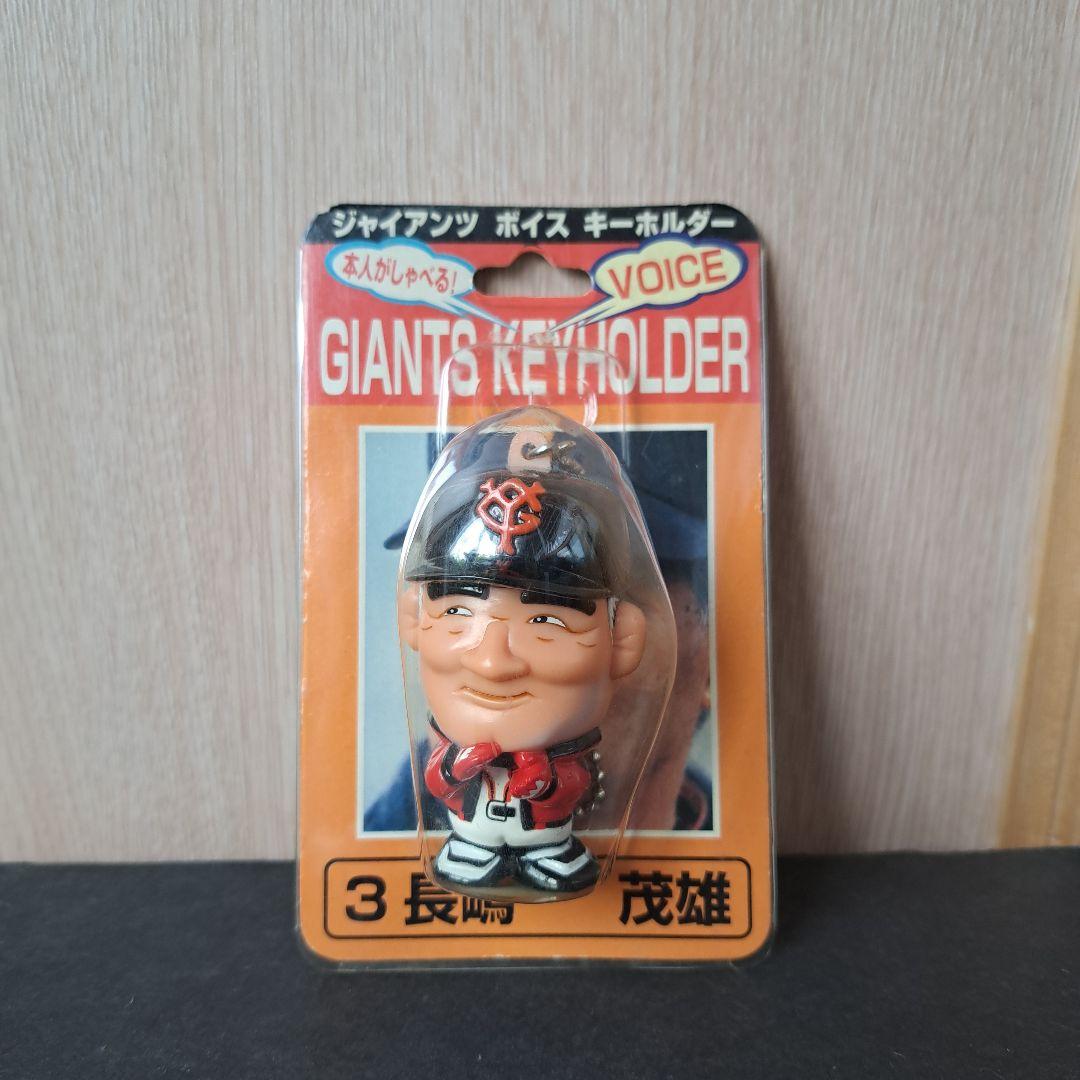 ジャイアンツ ボイス キーホルダー
本人がしゃべる!
VOICE
GIANTS KEYHOLDER
3 長嶋 茂雄